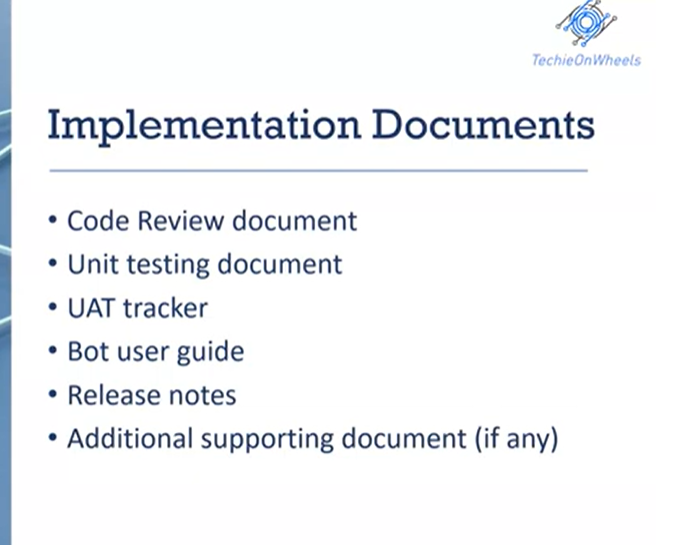 TechieOnWheels
Implementation Documents
• Code Review document
• Unit testing document
• UAT tracker
• Bot user guide
• Release notes
• Additional supporting document (if any)